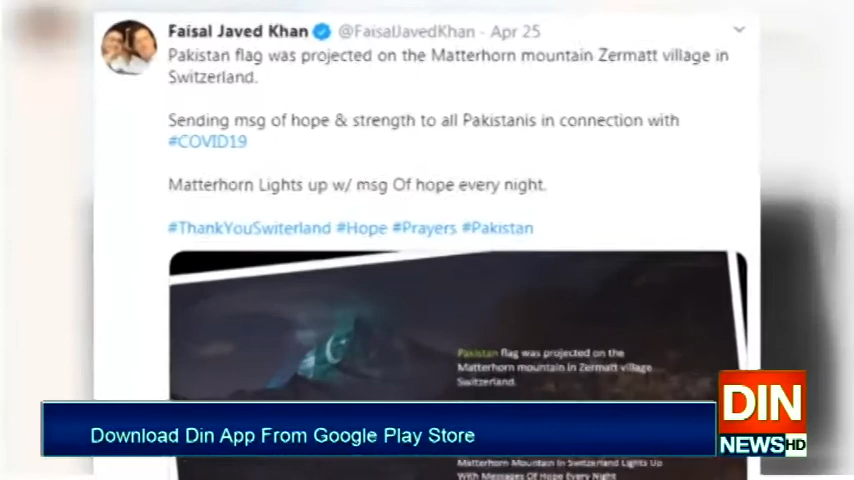 Faisal Javed Khan @FaisalJavedKhan - Apr 25
Pakistan flag was projected on the Matterhorn mountain Zermatt village in
Switzerland.
Sending msg of hope & strength to all Pakistanis in connection with
#COVID19
Matterhorn Lights up w/ msg Of hope every night.
#ThankYouSwiterland #Hope #Prayers #Pakistan
Pakistan flag was projected on the
Matterhorn mountain in Zermatt village
Switzerland.
Download Din App From Google Play Store
DIN
NEWS HD
Matterhorn Mountain In Switzerland Lights Up
With Messages Of Hope Every Night